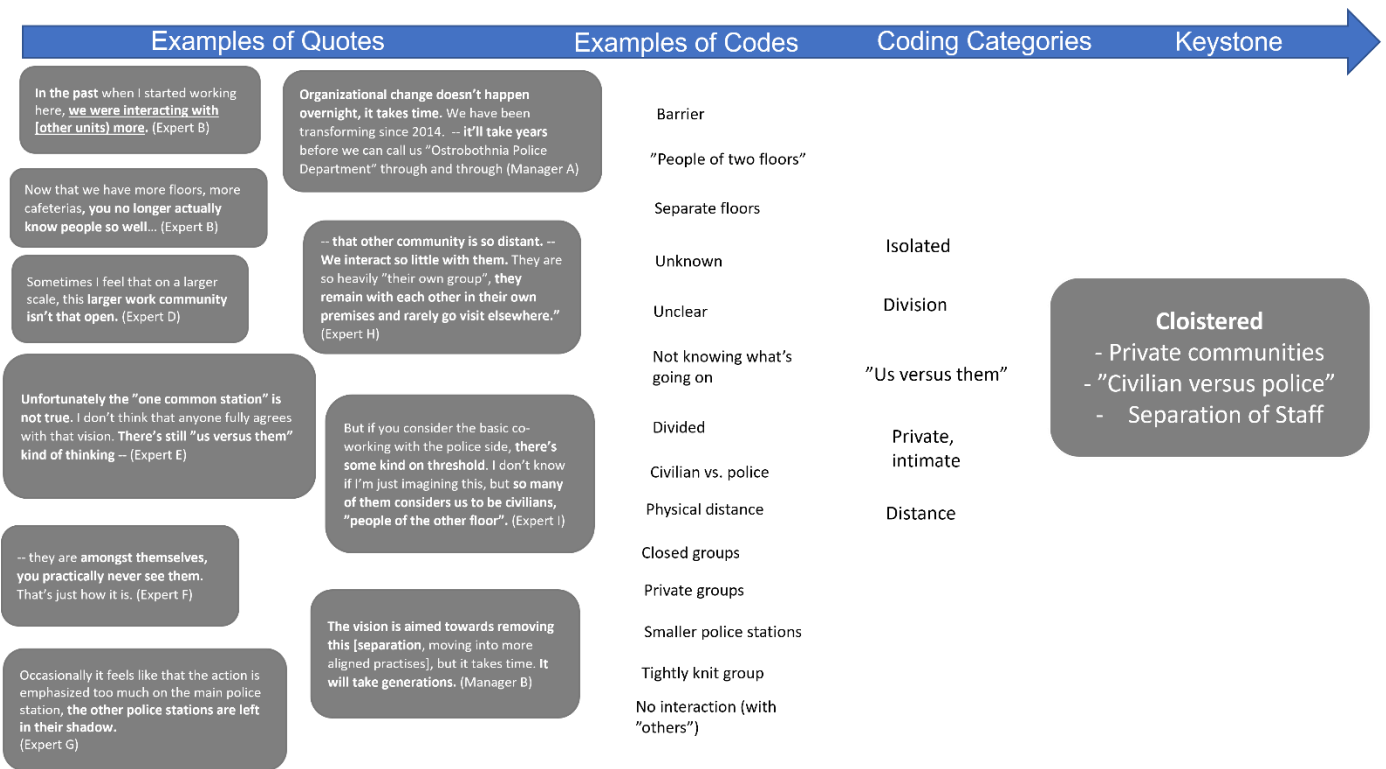 Examples of Quotes
Examples of Codes
Coding Categories
Keystone
In the past when I started working
here, we were interacting with
[other units) more. (Expert B)
Now that we have more floors, more
cafeterias, you no longer actually
know people so well... (Expert B)
Sometimes I feel that on a larger
scale, this larger work community
isn't that open. (Expert D)
Unfortunately the "one common station" is
not true. I don't think that anyone fully agrees
with that vision. There's still "us versus them"
kind of thinking – (Expert E)
-- they are amongst themselves,
you practically never see them.
That's just how it is. (Expert F)
Occasionally it feels like that the action is
emphasized too much on the main police
station, the other police stations are left
in their shadow.
(Expert G)
Organizational change doesn't happen
overnight, it takes time. We have been
transforming since 2014.  -- it'll take years
before we can call us "Ostrobothnia Police
Department" through and through (Manager A)
-- that other community is so distant. --
We interact so little with them. They are
so heavily "their own group", they
remain with each other in their own
premises and rarely go visit elsewhere."
(Expert H)
But if you consider the basic co-
working with the police side, there's
some kind on threshold. I don't know
if I'm just imagining this, but so many
of them considers us to be civilians,
"people of the other floor". (Expert I)
The vision is aimed towards removing
this [separation, moving into more
aligned practises], but it takes time. It
will take generations. (Manager B)
Barrier
"People of two floors"
Separate floors
Unknown
Unclear
Not knowing what's
going on
Divided
Civilian vs. police
Physical distance
Closed groups
Private groups
Smaller police stations
Tightly knit group
No interaction (with
"others")
Isolated
Division
"Us versus them"
Private,
intimate
Distance
Cloistered
- Private communities
- "Civilian versus police"
- Separation of Staff